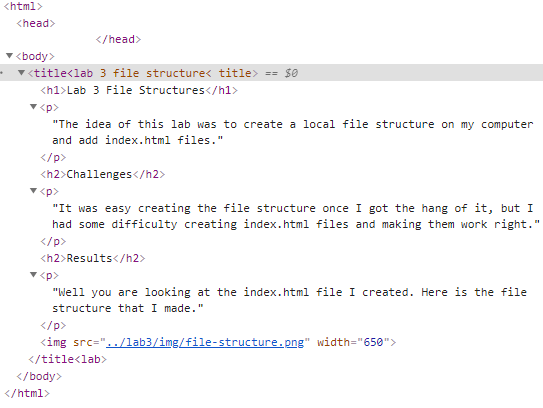 <html>
<head>
</head>
▼<body>
▼<title<lab 3 file structure< title> == $0
<h1>Lab 3 File Structures</h1>
▼<p>
"The idea of this lab was to create a local file structure on my computer
and add index.html files."
</p>
<h2>Challenges</h2>
▼<p>
"It was easy creating the file structure once I got the hang of it, but I
had some difficulty creating index.html files and making them work right."
</p>
<h2>Results</h2>
▼<p>
"Well you are looking at the index.html file I created. Here is the file
structure that I made."
</p>
<img src="../lab3/img/file-structure.png" width="650">
</title<lab>
</body>
</html>